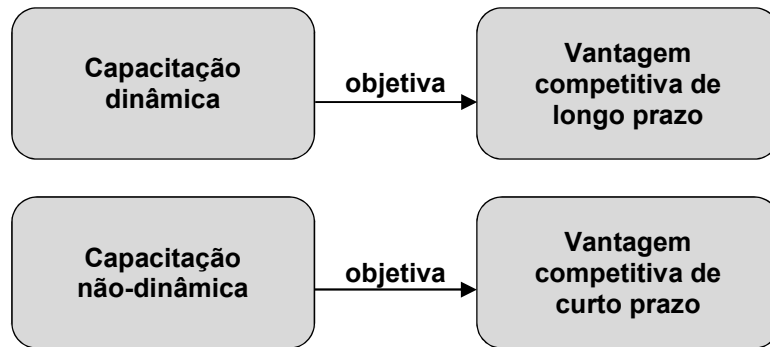 Capacitação
dinâmica
objetiva
Vantagem
competitiva de
longo prazo
Capacitação
não-dinâmica
objetiva
Vantagem
competitiva de
curto prazo